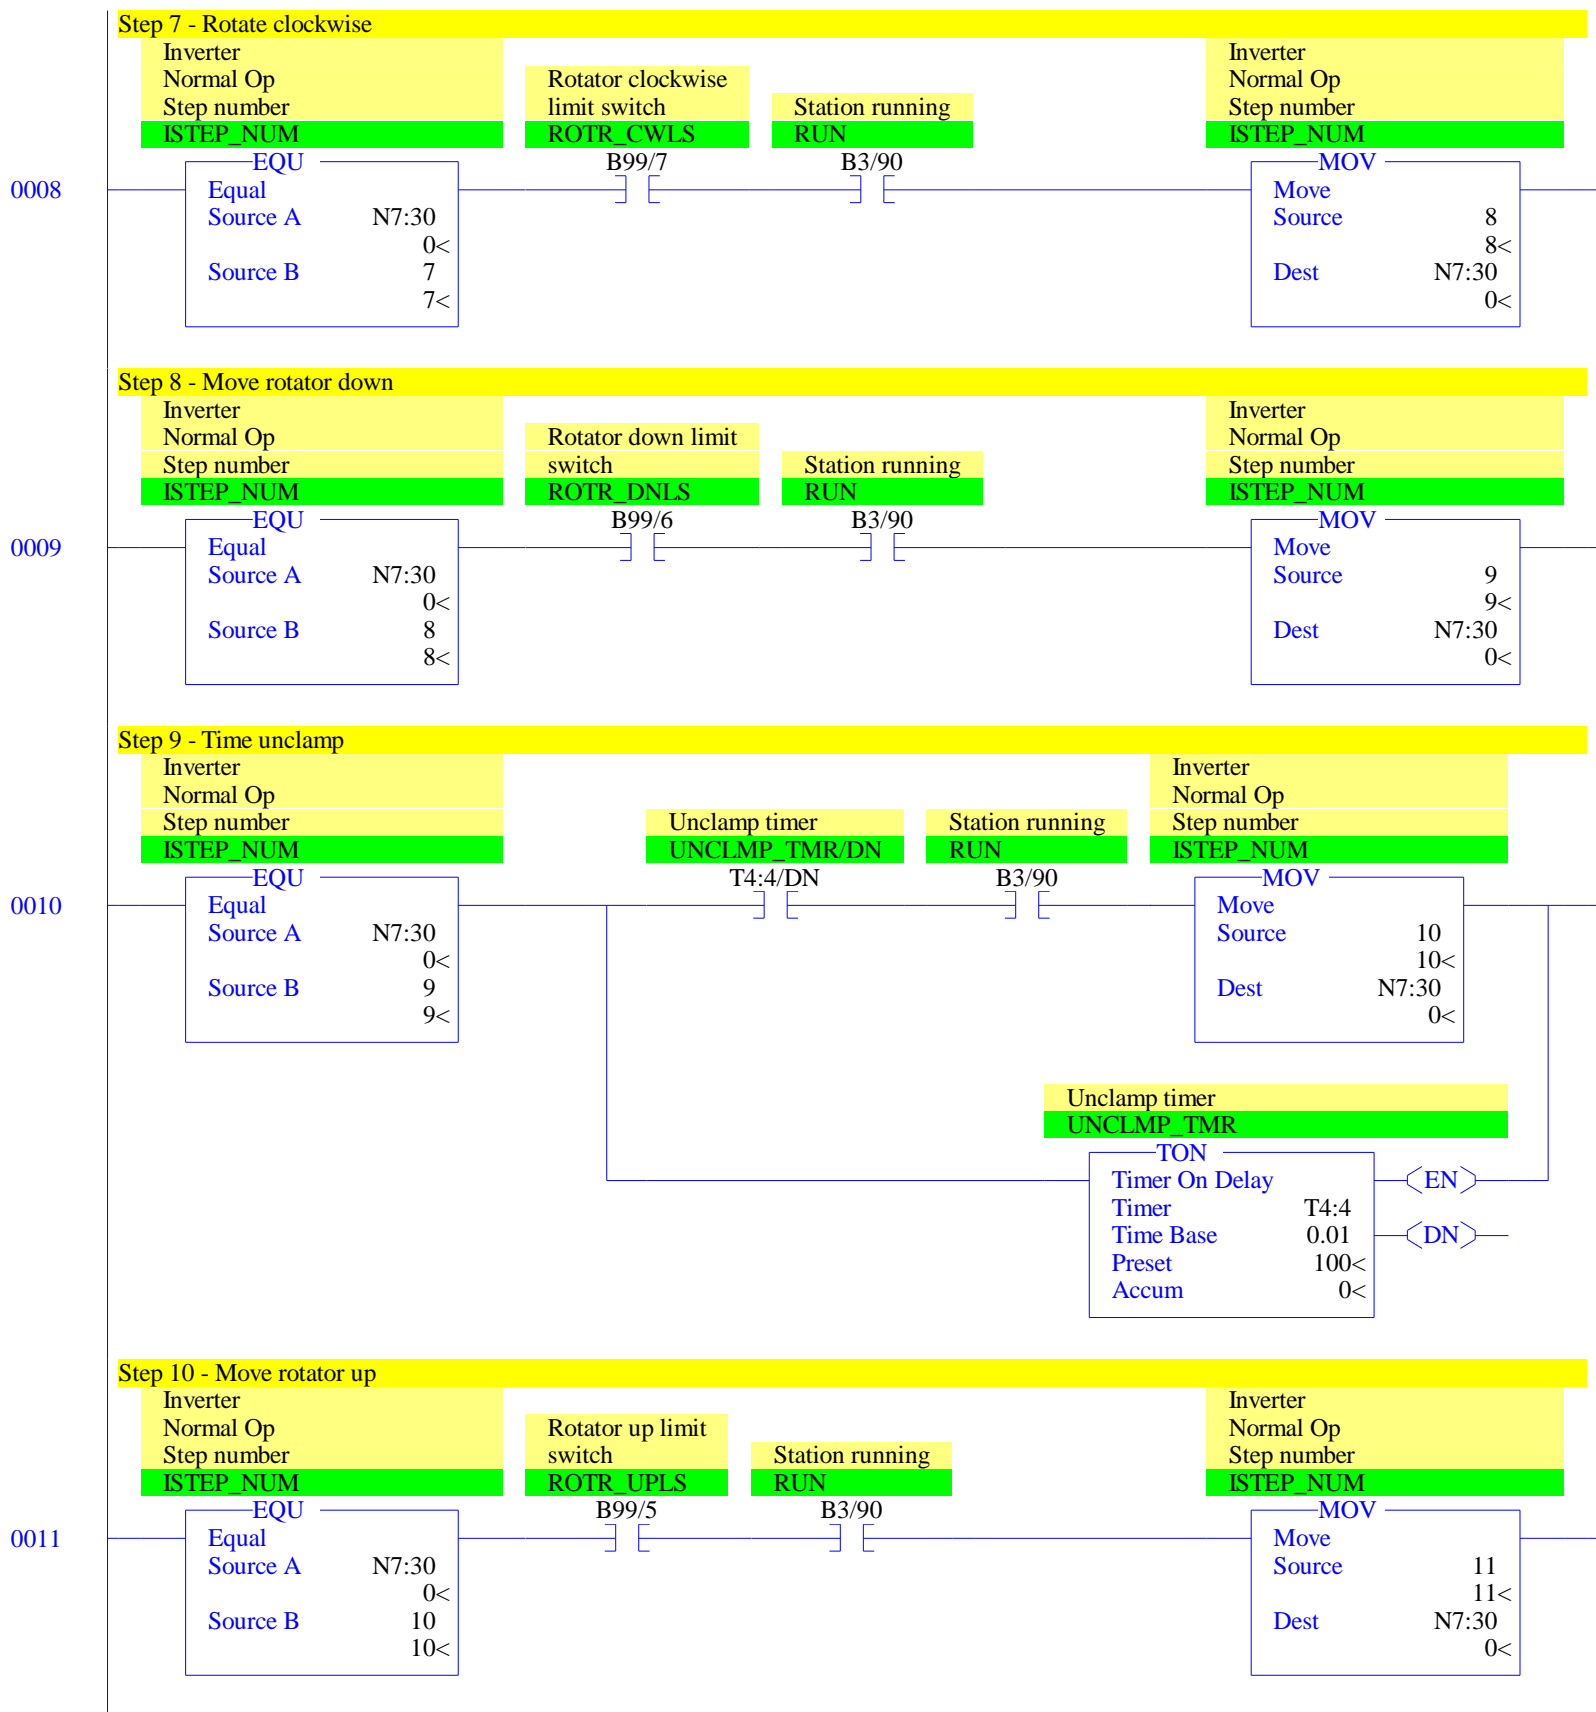 Step 7 - Rotate clockwise
Inverter
Normal Op
Step number
ISTEP_NUM
Rotator clockwise
limit switch
ROTR_CWLS
Station running
RUN
Inverter
Normal Op
Step number
ISTEP_NUM
0008
EQU
Equal
Source A N7:30
0<
Source B 7
7<
B99/7
B3/90
MOV
Move
Source 8
8<
Dest N7:30
0<
Step 8 - Move rotator down
Inverter
Normal Op
Step number
ISTEP_NUM
Rotator down limit
switch
ROTR_DNLS
Station running
RUN
Inverter
Normal Op
Step number
ISTEP_NUM
0009
EQU
Equal
Source A N7:30
0<
Source B 8
8<
B99/6
B3/90
MOV
Move
Source 9
9<
Dest N7:30
0<
Step 9 - Time unclamp
Inverter
Normal Op
Step number
ISTEP_NUM
Unclamp timer
UNCLMP_TMR/DN
Station running
RUN
Inverter
Normal Op
Step number
ISTEP_NUM
0010
EQU
Equal
Source A N7:30
0<
Source B 9
9<
T4:4/DN
B3/90
MOV
Move
Source 10
10<
Dest N7:30
0<
Unclamp timer
UNCLMP_TMR
TON
Timer On Delay
Timer T4:4
Time Base 0.01
Preset 100<
Accum 0<
EN
DN
Step 10 - Move rotator up
Inverter
Normal Op
Step number
ISTEP_NUM
Rotator up limit
switch
ROTR_UPLS
Station running
RUN
Inverter
Normal Op
Step number
ISTEP_NUM
0011
EQU
Equal
Source A N7:30
0<
Source B 10
10<
B99/5
B3/90
MOV
Move
Source 11
11<
Dest N7:30
0<